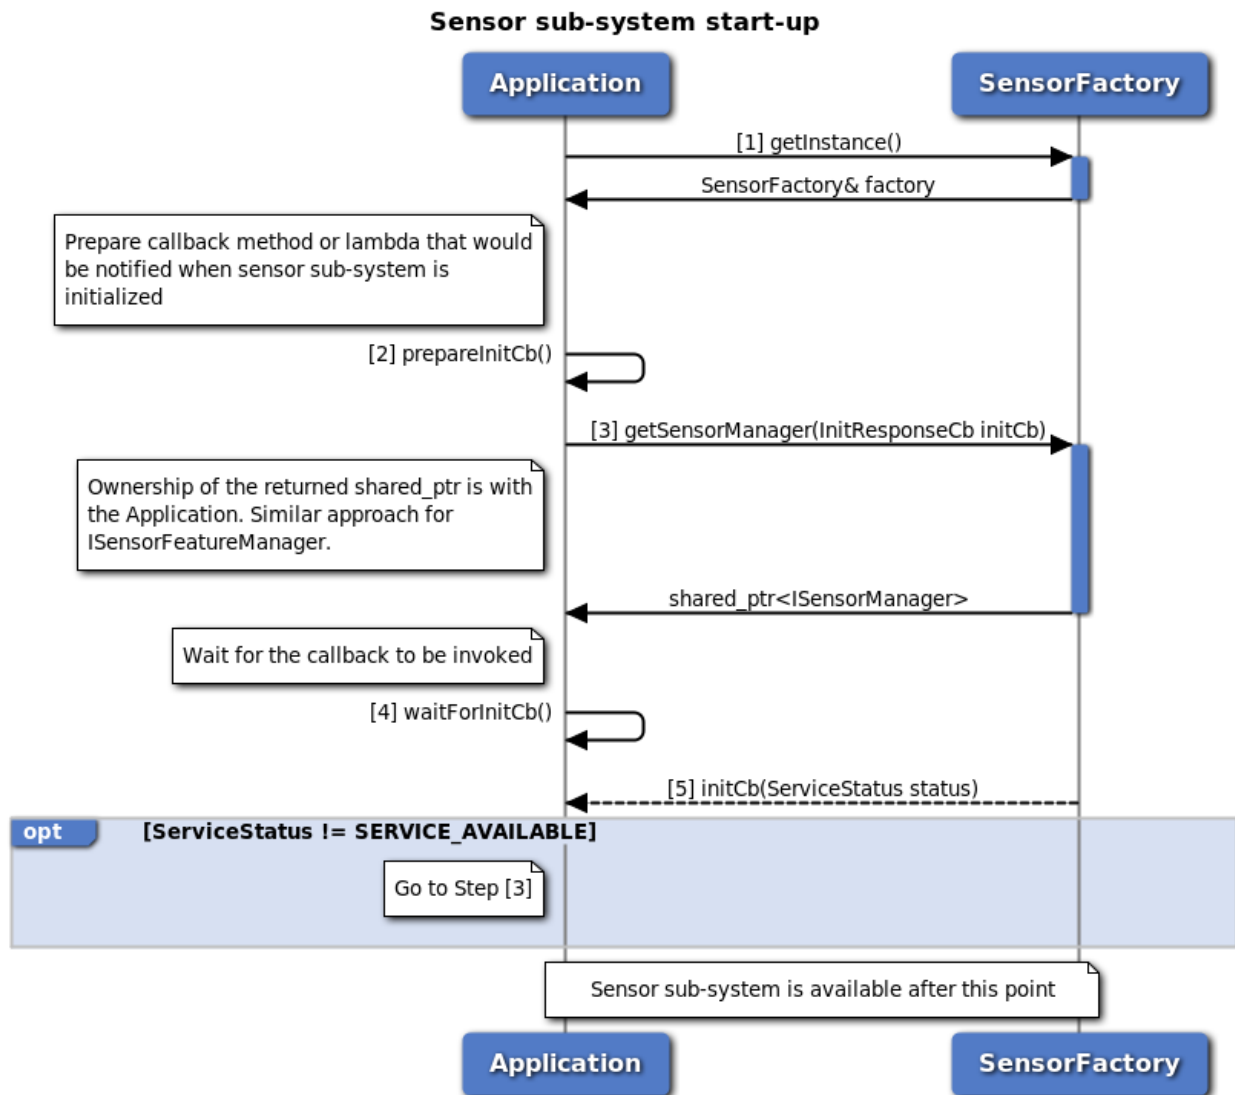 Sensor sub-system start-up
Application
SensorFactory
[1] getInstance()
SensorFactory& factory
Prepare callback method or lambda that would
be notified when sensor sub-system is
initialized
[2] prepareInitCb()
[3] getSensorManager(InitResponseCb initCb)
Ownership of the returned shared_ptr is with
the Application. Similar approach for
ISensorFeatureManager.
shared_ptr<ISensorManager>
Wait for the callback to be invoked
[4] waitForInitCb()
[5] initCb(ServiceStatus status)
opt
[ServiceStatus != SERVICE_AVAILABLE]
Go to Step [3]
Sensor sub-system is available after this point
Application
SensorFactory